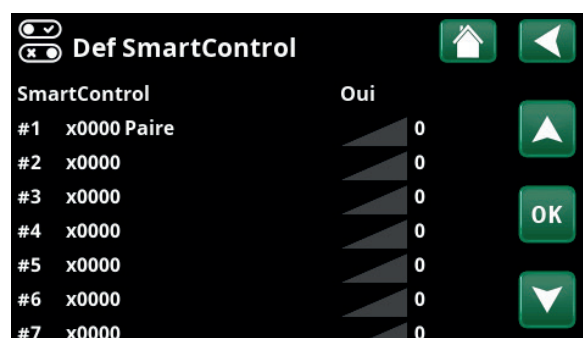 Def SmartControl
SmartControl Oui
#1 x0000 Paire 0
#2 x0000 0
#3 x0000 0
OK
#4 x0000 0
#5 x0000 0
#6 x0000 0
#7 x0000 0